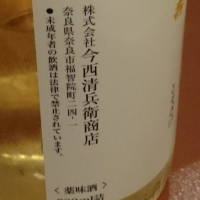 株式会社今西清兵衛商店
奈良県奈良市福智院町二四-一
●未成年者の飲酒は法律で禁止されています。
〈薬味酒〉